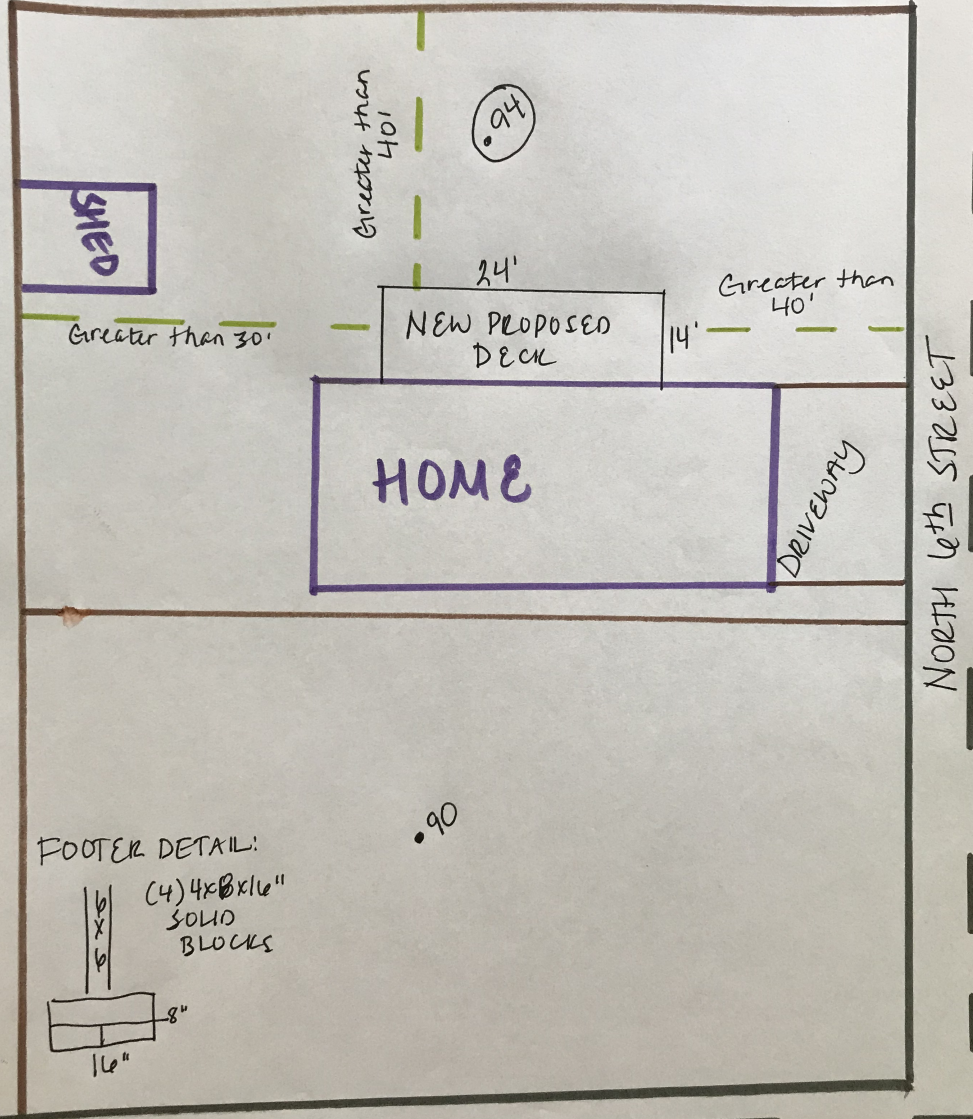 Greater than
40'
.94
SHED
24'
Greater than
40'
Greater than 30'
NEW PROPOSED
DECK
14'
HOME
DRIVEWAY
NORTH 6th STREET
.90
FOOTER DETAIL:
(4) 4x8x16"
SOLID
BLOCKS
6x6
8"
16"